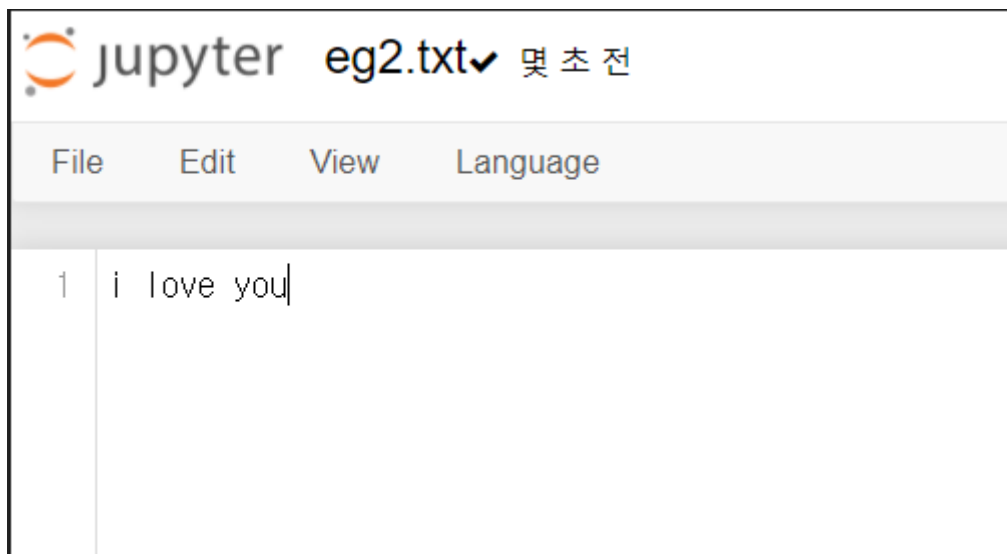 jupyter eg2.txt✔ 몇 초 전
File Edit View Language
1 i love you